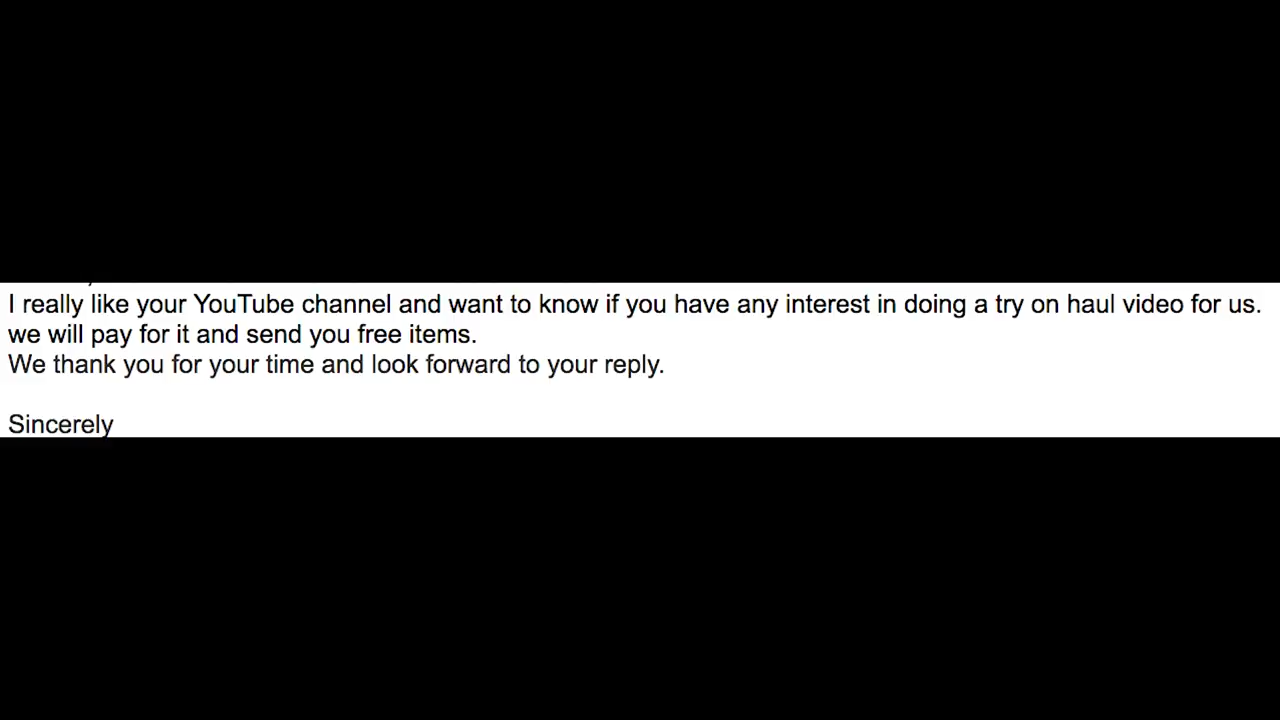 I really like your YouTube channel and want to know if you have any interest in doing a try on haul video for us.
we will pay for it and send you free items.
We thank you for your time and look forward to your reply.
Sincerely